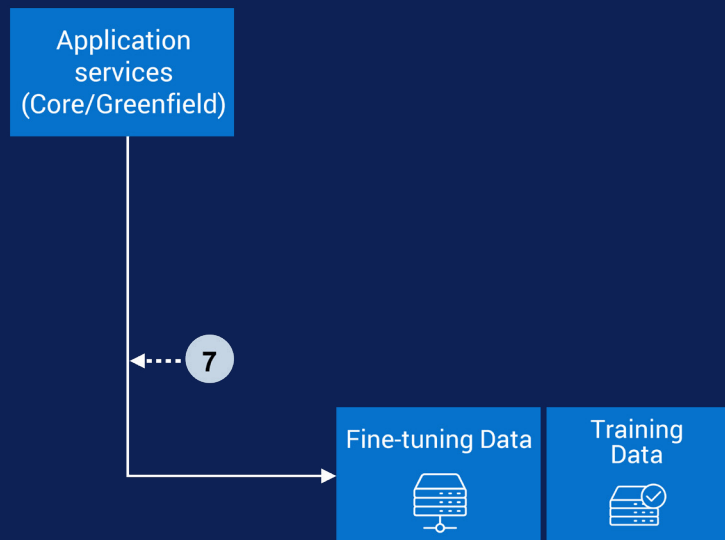 Application
services
(Core/Greenfield)
7
Fine-tuning Data
Training
Data